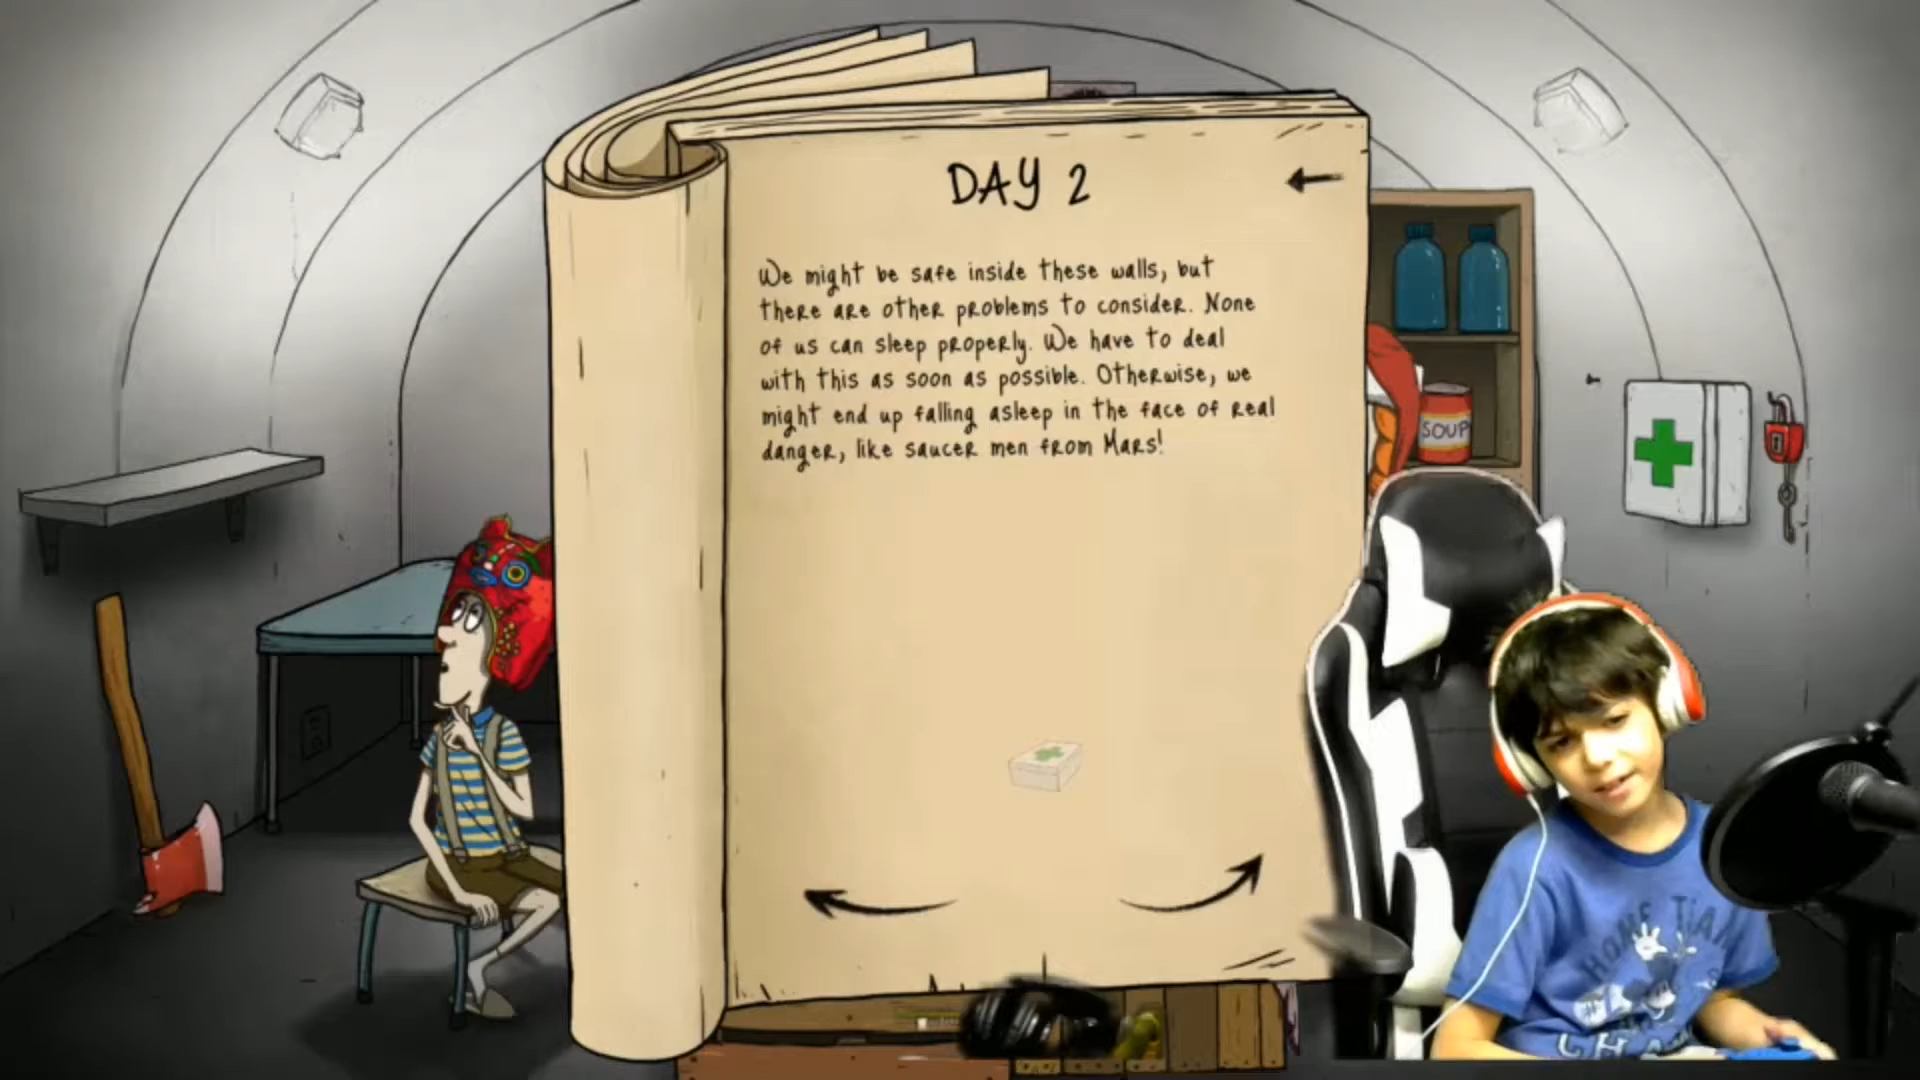 DAY 2
We might be safe inside these walls, but
there are other problems to consider. None
of us can sleep properly. We have to deal
with this as soon as possible. Otherwise, we
might end up falling asleep in the face of real
danger, like saucer men from Mars!
SOUP
HOME TEAM